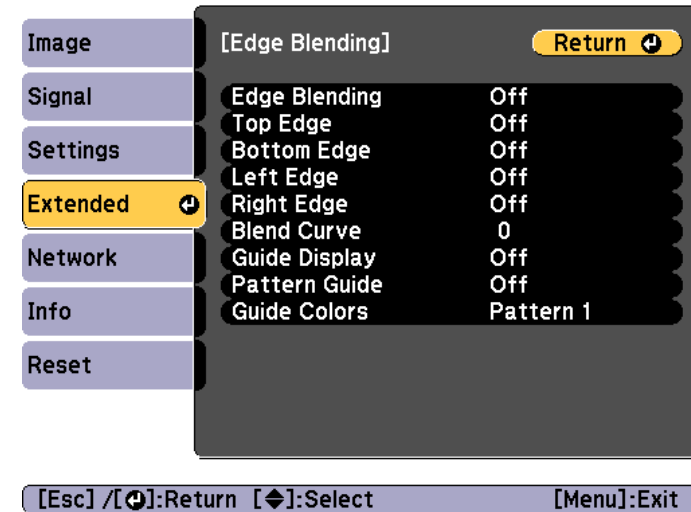 Image
Signal
Settings
Extended
Network
Info
Reset
[Edge Blending]
Return
Edge Blending Off
Top Edge Off
Bottom Edge Off
Left Edge Off
Right Edge Off
Blend Curve 0
Guide Display Off
Pattern Guide Off
Guide Colors Pattern 1
[Esc] /[⏎]:Return [◆]:Select [Menu]:Exit